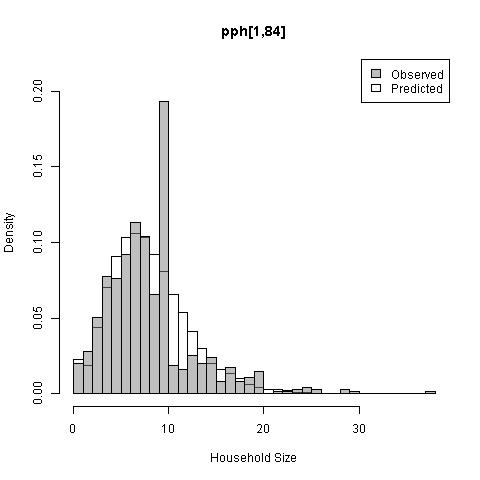 pph[1,84]
Observed
Predicted
0.20
0.15
0.10
0.05
0.00
Density
0 10 20 30
Household Size